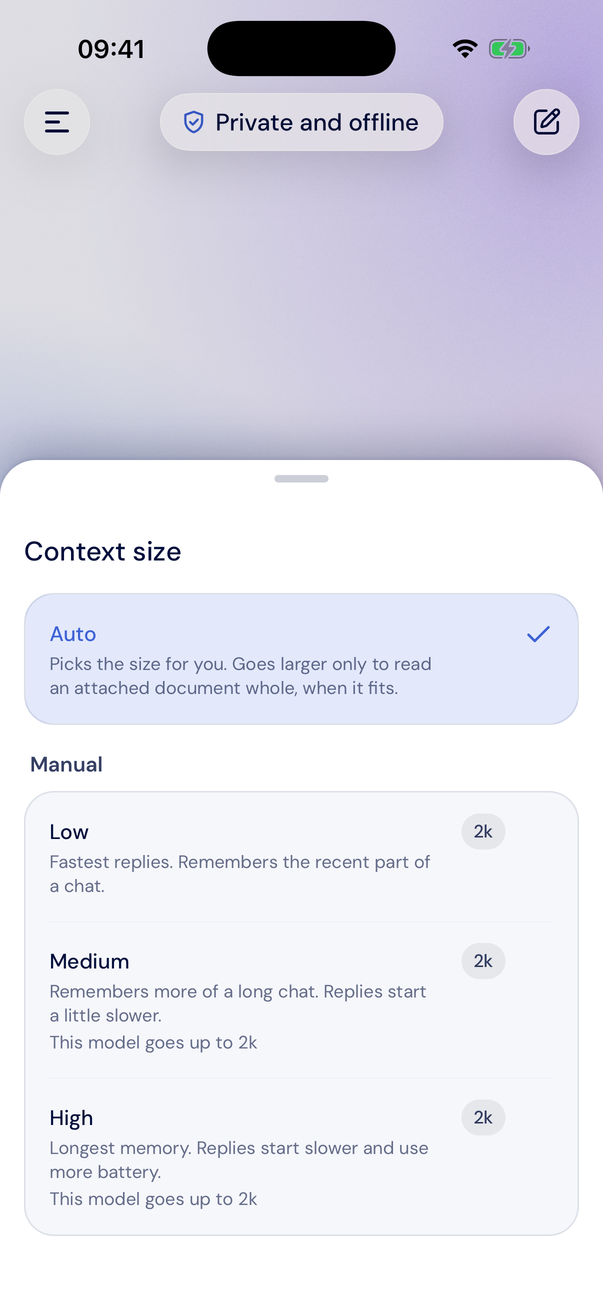 09:41
Private and offline
Context size
Auto
Picks the size for you. Goes larger only to read
an attached document whole, when it fits.
Manual
Low
2k
Fastest replies. Remembers the recent part of
a chat.
Medium
2k
Remembers more of a long chat. Replies start
a little slower.
This model goes up to 2k
High
2k
Longest memory. Replies start slower and use
more battery.
This model goes up to 2k